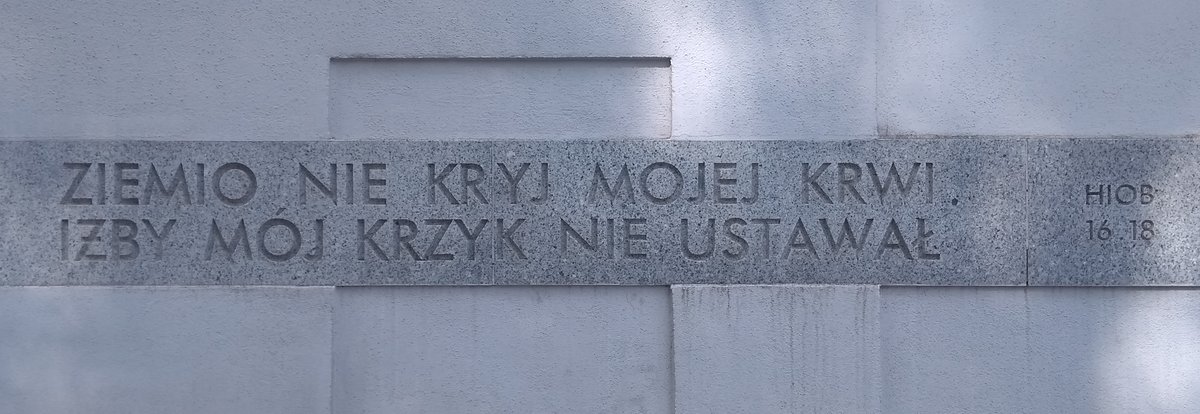 ZIEMIO NIE KRYJ MOJEJ KRWI
IŻBY MÓJ KRZYK NIE USTAWAŁ
HIOB
16 18